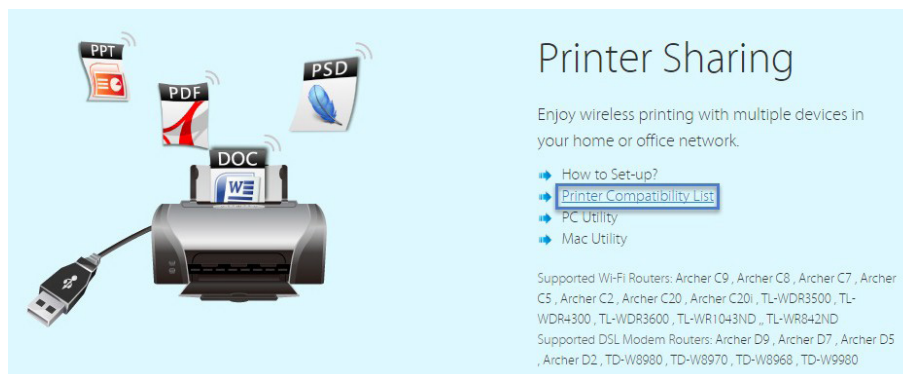 PPT
PDF
PSD
DOC
W
Printer Sharing
Enjoy wireless printing with multiple devices in
your home or office network.
How to Set-up?
Printer Compatibility List
PC Utility
Mac Utility
Supported Wi-Fi Routers: Archer C9 , Archer C8 , Archer C7 , Archer
C5 , Archer C2 , Archer C20 , Archer C20i , TL-WDR3500 , TL-
WDR4300 , TL-WDR3600 , TL-WR1043ND ,, TL-WR842ND
Supported DSL Modem Routers: Archer D9 , Archer D7 , Archer D5
, Archer D2 , TD-W8980 , TD-W8970 , TD-W8968 , TD-W9980